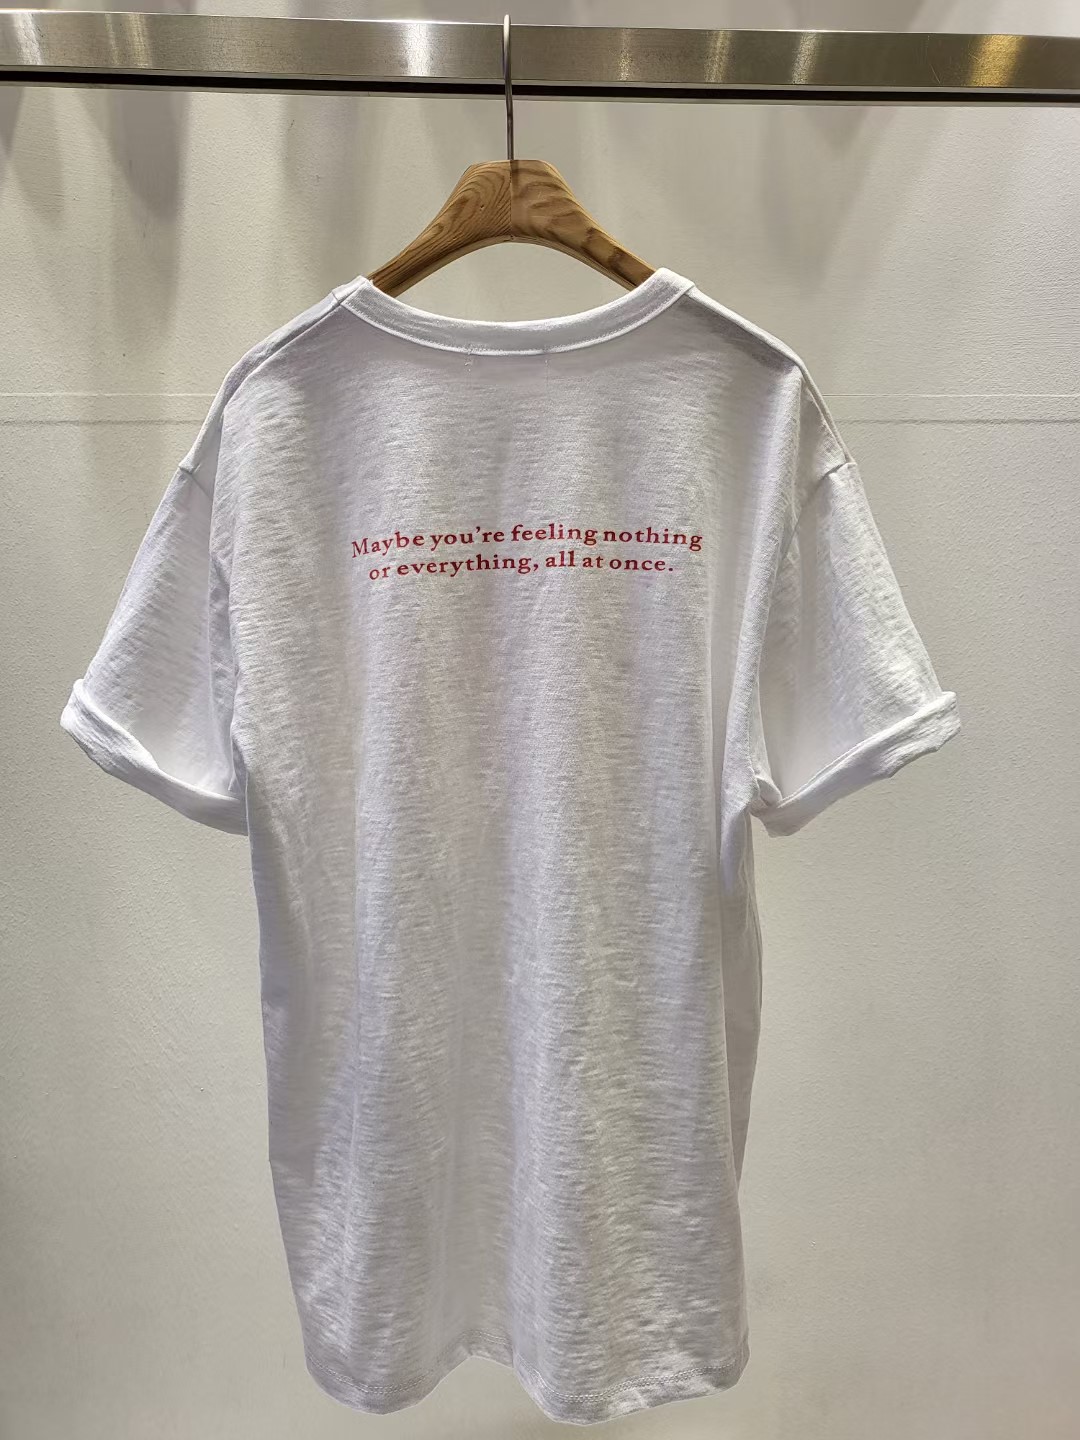 Maybe you're feeling nothing
or everything, all at once.